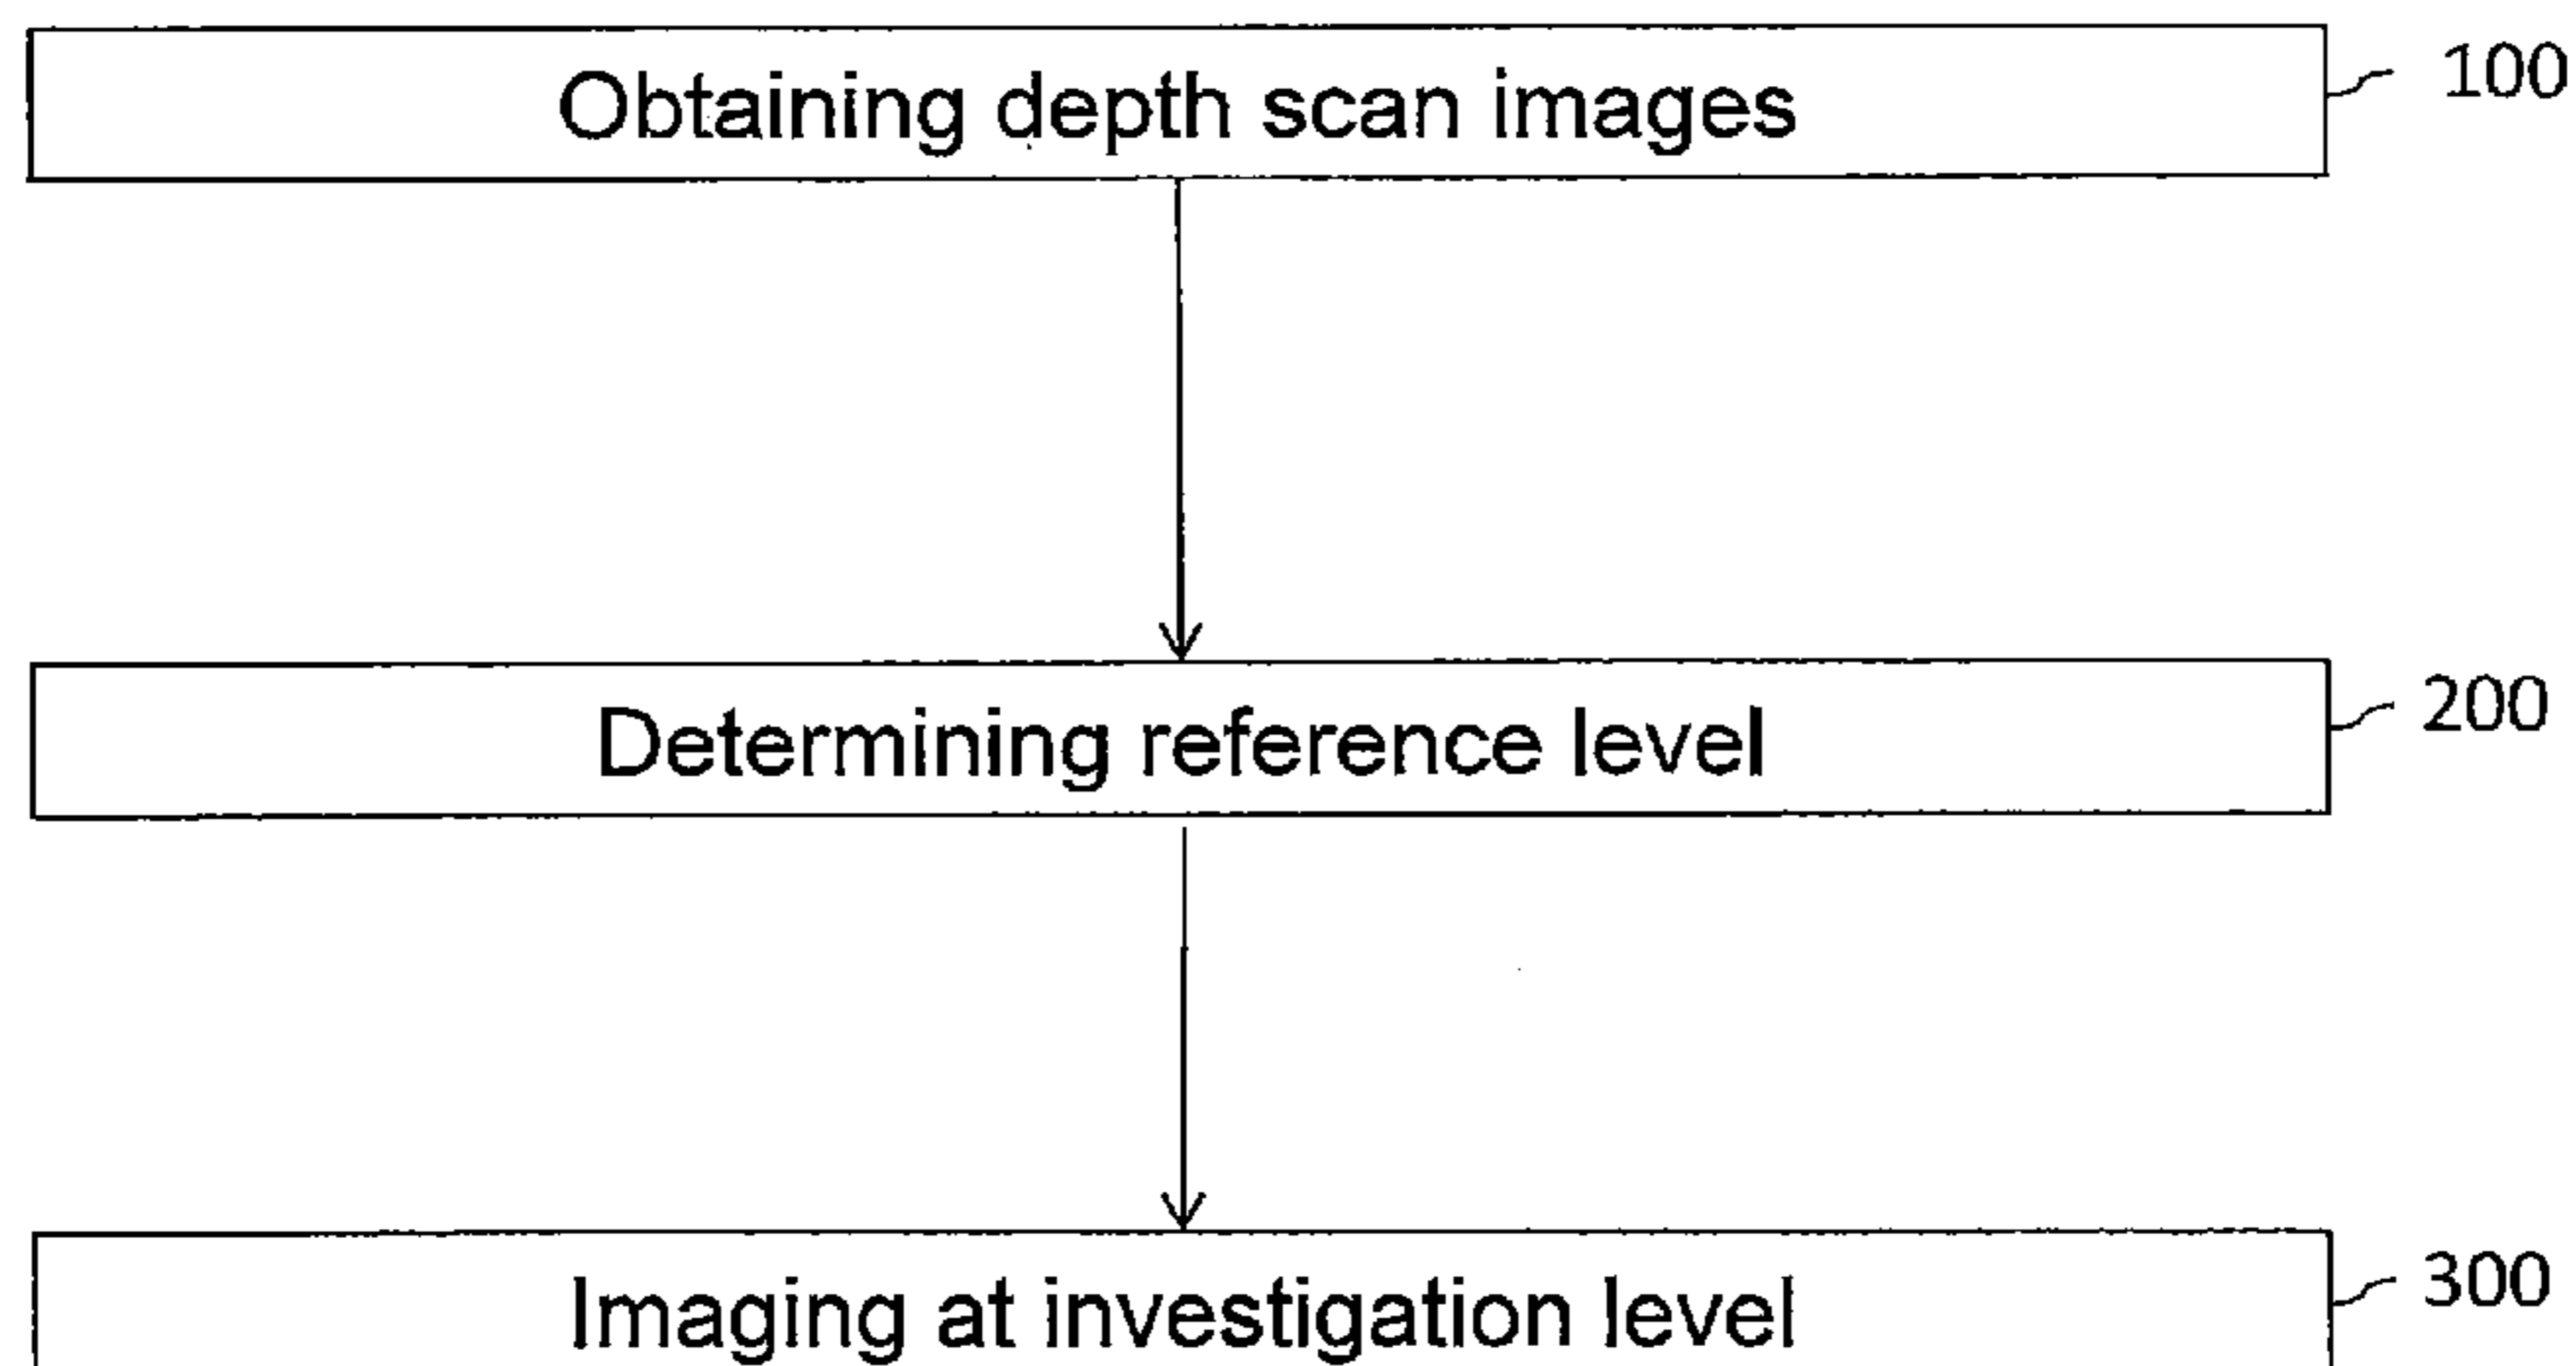 Obtaining depth scan images 100
Determining reference level 200
Imaging at investigation level 300